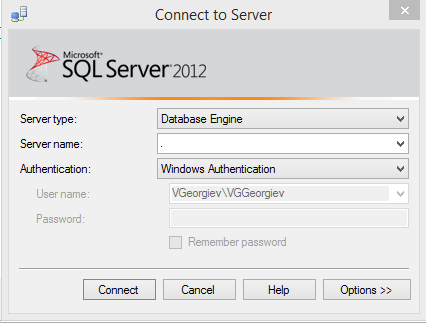 Connect to Server
Microsoft
SQL Server 2012
Server type: Database Engine
Server name: .
Authentication: Windows Authentication
User name: VGeorgiev\VGGeorgiev
Password:
Remember password
Connect Cancel Help Options >>